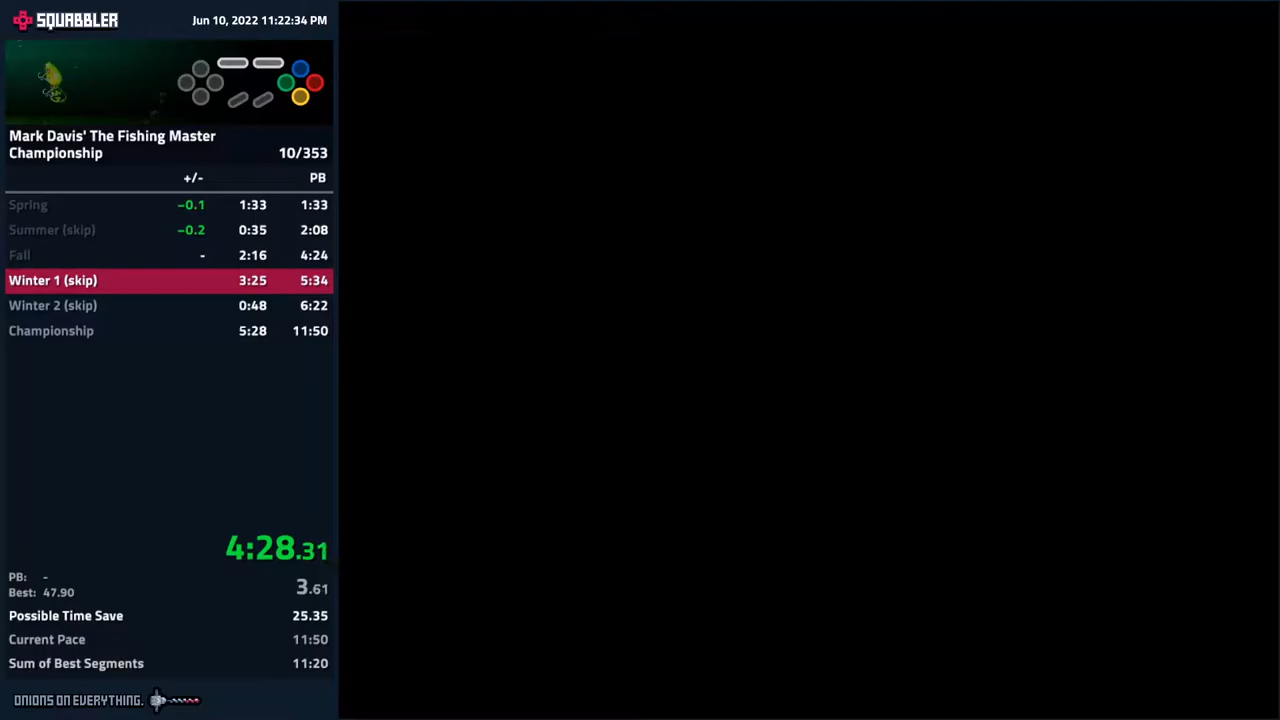 SQUABBLER
Jun 10, 2022 11:22:34 PM
Mark Davis' The Fishing Master
Championship 10/353
+/- PB
Spring −0.1 1:33 1:33
Summer (skip) −0.2 0:35 2:08
Fall - 2:16 4:24
Winter 1 (skip) 3:25 5:34
Winter 2 (skip) 0:48 6:22
Championship 5:28 11:50
4:28.31
PB: -
Best: 47.90
3.61
Possible Time Save 25.35
Current Pace 11:50
Sum of Best Segments 11:20
ONIONS ON EVERYTHING.